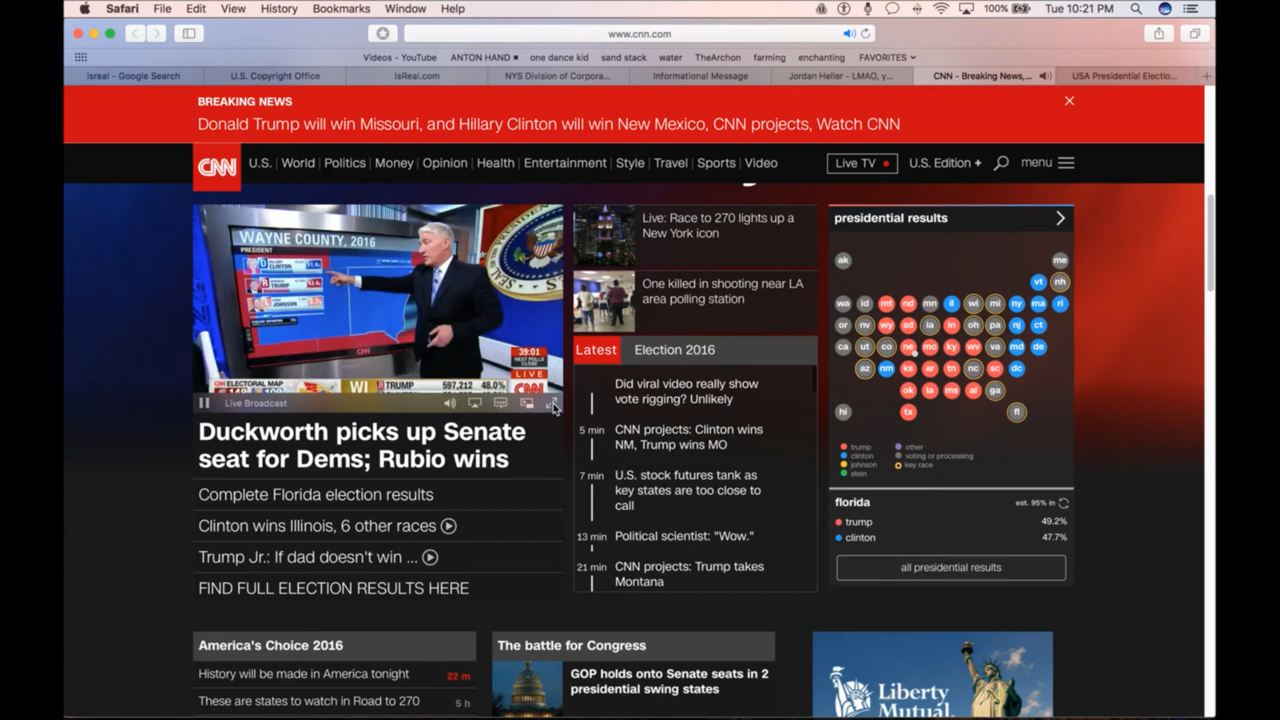 Safari File Edit View History Bookmarks Window Help 100% Tue 10:21 PM
www.cnn.com
Videos - YouTube ANTON HAND one dance kid sand stack water TheArchon farming enchanting FAVORITES
isreal - Google Search U.S. Copyright Office IsReal.com NYS Division of Corpora... Informational Message Jordan Heller - LMAO, y... CNN - Breaking News,... USA Presidential Electio...
BREAKING NEWS
Donald Trump will win Missouri, and Hillary Clinton will win New Mexico, CNN projects, Watch CNN
CNN U.S. World Politics Money Opinion Health Entertainment Style Travel Sports Video Live TV U.S. Edition + menu
WAYNE COUNTY, 2016
PRESIDENT
CLINTON
TRUMP
JOHNSON
CNN
39:01
NEXT POLLS
CLOSE
LIVE
ELECTORAL MAP WI TRUMP 597,212 48.0% CNN
Live Broadcast
Duckworth picks up Senate
seat for Dems; Rubio wins
Complete Florida election results
Clinton wins Illinois, 6 other races
Trump Jr.: If dad doesn't win ...
FIND FULL ELECTION RESULTS HERE
Live: Race to 270 lights up a
New York icon
One killed in shooting near LA
area polling station
Latest Election 2016
Did viral video really show
vote rigging? Unlikely
5 min CNN projects: Clinton wins
NM, Trump wins MO
7 min U.S. stock futures tank as
key states are too close to
call
13 min Political scientist: "Wow."
21 min CNN projects: Trump takes
Montana
presidential results
ak me
vt nh
wa id mt nd mn il wi mi ny ma ri
or nv wy sd ia in oh pa nj ct
ca ut co ne mo ky wv va md de
az nm ks ar tn nc sc dc
ok la ms al ga
hi tx fl
trump other
clinton voting or processing
johnson key race
stein
florida est. 95% in
trump 49.2%
clinton 47.7%
all presidential results
America's Choice 2016
History will be made in America tonight 22 m
These are states to watch in Road to 270 5 h
The battle for Congress
GOP holds onto Senate seats in 2
presidential swing states
Liberty
Mutual.